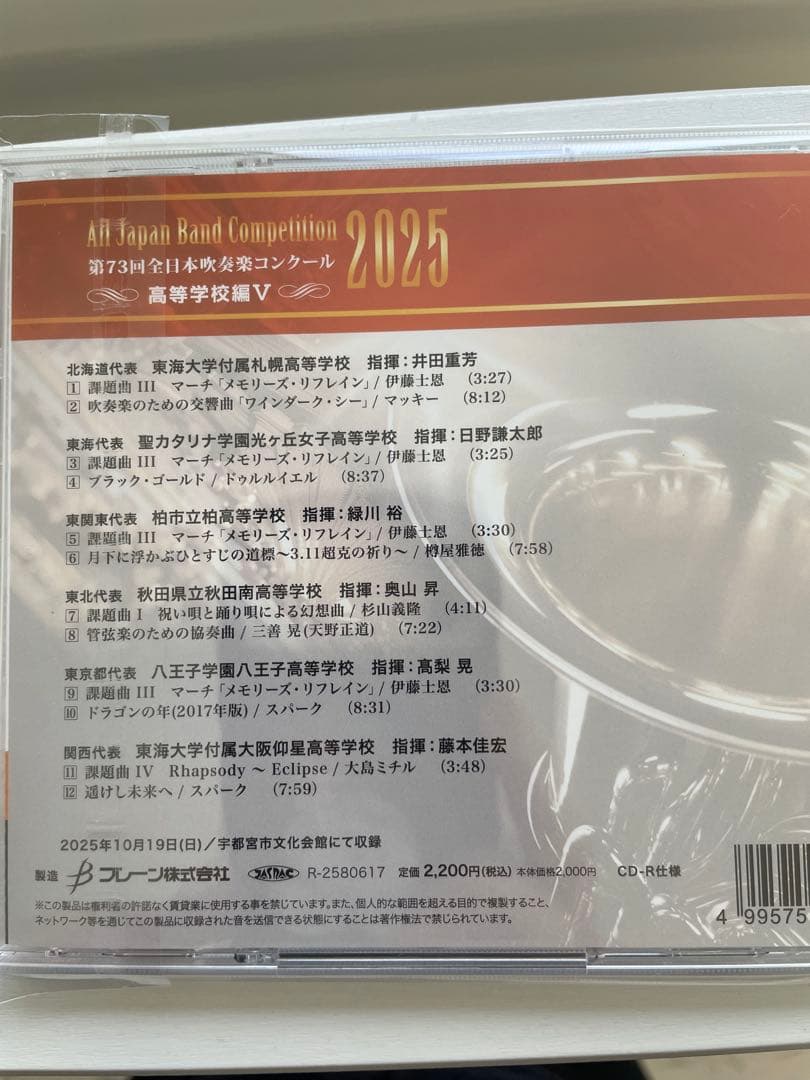 All Japan Band Competition
2025
第73回全日本吹奏楽コンクール
高等学校編Ⅴ
北海道代表 東海大学付属札幌高等学校 指揮：井田重芳
1 課題曲 III マーチ「メモリーズ・リフレイン」 / 伊藤士恩 (3:27)
2 吹奏楽のための交響曲「ワインダーク・シー」 / マッキー (8:12)
東海代表 聖カタリナ学園光ヶ丘女子高等学校 指揮：日野謙太郎
3 課題曲 III マーチ「メモリーズ・リフレイン」 / 伊藤士恩 (3:25)
4 ブラック・ゴールド / ドゥルルイエル (8:37)
東関東代表 柏市立柏高等学校 指揮：緑川 裕
5 課題曲 III マーチ「メモリーズ・リフレイン」 / 伊藤士恩 (3:30)
6 月下に浮かぶひとすじの道標〜3.11超克の祈り〜 / 樽屋雅徳 (7:58)
東北代表 秋田県立秋田南高等学校 指揮：奥山 昇
7 課題曲 I 祝い唄と踊り唄による幻想曲 / 杉山義隆 (4:11)
8 管弦楽のための協奏曲 / 三善 晃(天野正道) (7:22)
東京都代表 八王子学園八王子高等学校 指揮：髙梨 晃
9 課題曲 III マーチ「メモリーズ・リフレイン」 / 伊藤士恩 (3:30)
10 ドラゴンの年(2017年版) / スパーク (8:31)
関西代表 東海大学付属大阪仰星高等学校 指揮：藤本佳宏
11 課題曲 IV Rhapsody 〜 Eclipse / 大島ミチル (3:48)
12 遥けし未来へ / スパーク (7:59)
2025年10月19日(日)／宇都宮市文化会館にて収録
製造 ブレーン株式会社 JASRAC R-2580617 定価 2,200円(税込) 本体価格2,000円 CD-R仕様
※この製品は権利者の許諾なく賃貸業に使用する事を禁じています。また、個人的な範囲を超える目的で複製すること、
ネットワーク等を通じてこの製品に収録された音を送信できる状態にすることは著作権法で禁じられています。
4 99575